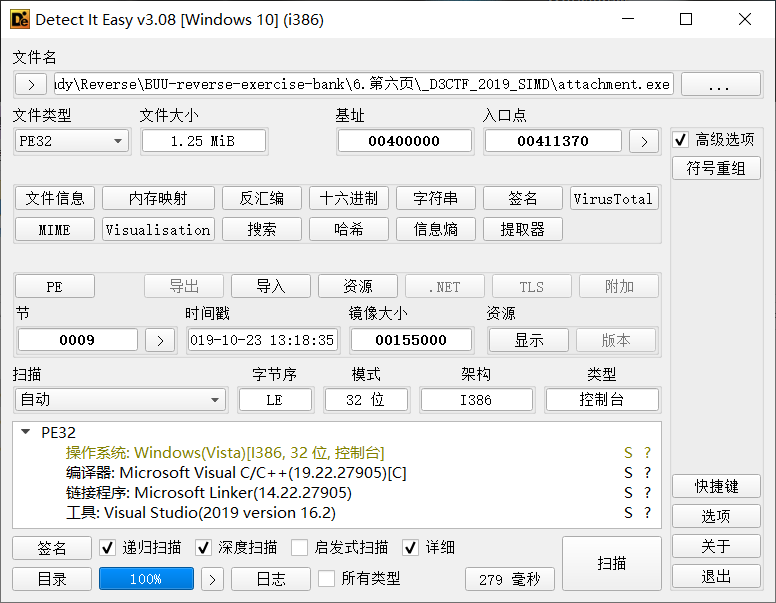 Detect It Easy v3.08 [Windows 10] (i386)
文件名
> ıdy\Reverse\BUU-reverse-exercise-bank\6.第六页\_D3CTF_2019_SIMD\attachment.exe ...
文件类型 文件大小 基址 入口点
PE32 1.25 MiB 00400000 00411370 > 高级选项
符号重组
文件信息 内存映射 反汇编 十六进制 字符串 签名 VirusTotal
MIME Visualisation 搜索 哈希 信息熵 提取器
PE 导出 导入 资源 .NET TLS 附加
节 时间戳 镜像大小 资源
0009 > 019-10-23 13:18:35 00155000 显示 版本
扫描 字节序 模式 架构 类型
自动 LE 32 位 I386 控制台
PE32
操作系统: Windows(Vista)[I386, 32 位, 控制台] S ?
编译器: Microsoft Visual C/C++(19.22.27905)[C] S ?
链接程序: Microsoft Linker(14.22.27905) S ?
工具: Visual Studio(2019 version 16.2) S ?
快捷键
选项
关于
退出
签名 递归扫描 深度扫描 启发式扫描 详细
目录 100% > 日志 所有类型 279 毫秒 扫描